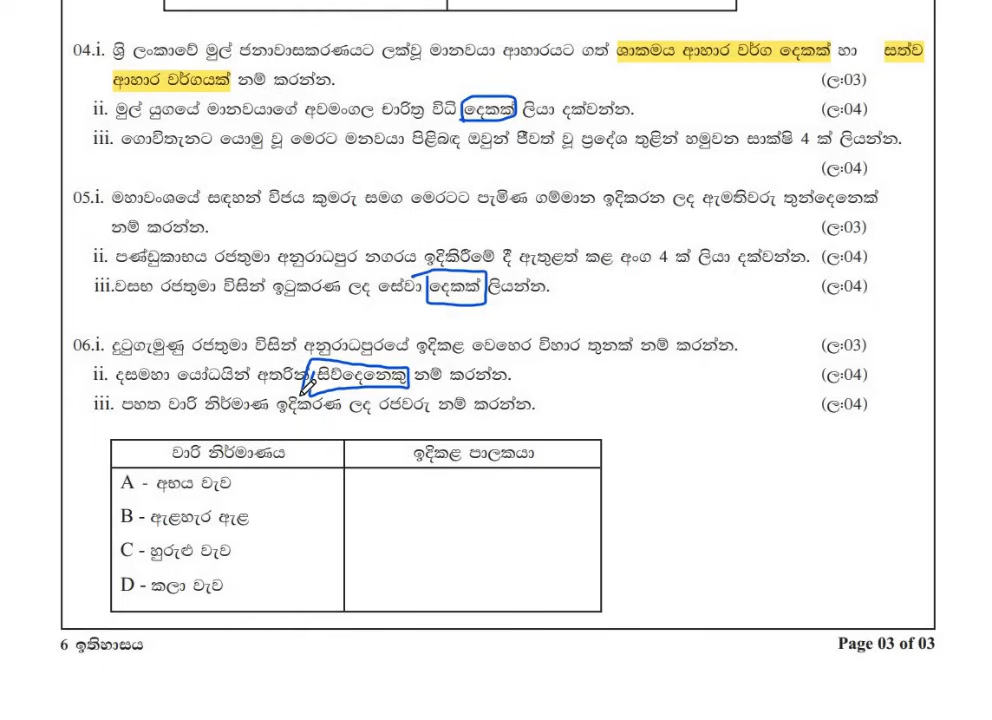 04.i. ශ්‍රී ලංකාවේ මුල් ජනාවාසකරණයට ලක්වූ මානවයා ආහාරයට ගත් ශාකමය ආහාර වර්ග දෙකක් හා සත්ව
ආහාර වර්ගයක් නම් කරන්න. (ල:03)
ii. මුල් යුගයේ මානවයාගේ අවමංගල චාරිත්‍ර විධි දෙකක් ලියා දක්වන්න. (ල:04)
iii. ගොවිතැනට යොමු වූ මෙරට මනවයා පිළිබඳ ඔවුන් ජීවත් වූ ප්‍රදේශ තුළින් හමුවන සාක්ෂි 4 ක් ලියන්න.
(ල:04)
05.i. මහාවංශයේ සඳහන් විජය කුමරු සමග මෙරටට පැමිණ ගම්මාන ඉදිකරන ලද ඇමතිවරු තුන්දෙනෙක්
නම් කරන්න. (ල:03)
ii. පණ්ඩුකාභය රජතුමා අනුරාධපුර නගරය ඉදිකිරීමේ දී ඇතුළත් කළ අංග 4 ක් ලියා දක්වන්න. (ල:04)
iii.වසභ රජතුමා විසින් ඉටුකරණ ලද සේවා දෙකක් ලියන්න. (ල:04)
06.i. දුටුගැමුණු රජතුමා විසින් අනුරාධපුරයේ ඉදිකළ වෙහෙර විහාර තුනක් නම් කරන්න. (ල:03)
ii. දසමහා යෝධයින් අතරින් සිව්දෙනෙකු නම් කරන්න. (ල:04)
iii. පහත වාරි නිර්මාණ ඉදිකරණ ලද රජවරු නම් කරන්න. (ල:04)
වාරි නිර්මාණය ඉදිකළ පාලකයා
A - අභය වැව
B - ඇළහැර ඇළ
C - හුරුළු වැව
D - කලා වැව
6 ඉතිහාසය Page 03 of 03